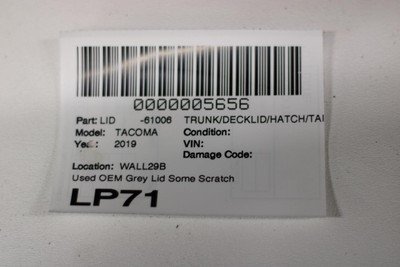 0000005656
Part: LID -61006 TRUNK/DECKLID/HATCH/TAI
Model: TACOMA Condition:
Year: 2019 VIN:
Damage Code:
Location: WALL29B
Used OEM Grey Lid Some Scratch
LP71